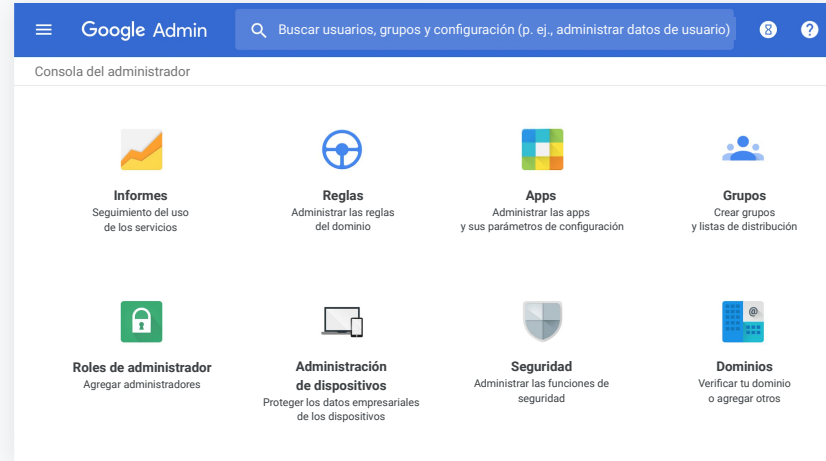 Google Admin
Buscar usuarios, grupos y configuración (p. ej., administrar datos de usuario)
Consola del administrador
Informes
Seguimiento del uso
de los servicios
Reglas
Administrar las reglas
del dominio
Apps
Administrar las apps
y sus parámetros de configuración
Grupos
Crear grupos
y listas de distribución
Roles de administrador
Agregar administradores
Administración
de dispositivos
Proteger los datos empresariales
de los dispositivos
Seguridad
Administrar las funciones de
seguridad
@
Dominios
Verificar tu dominio
o agregar otros